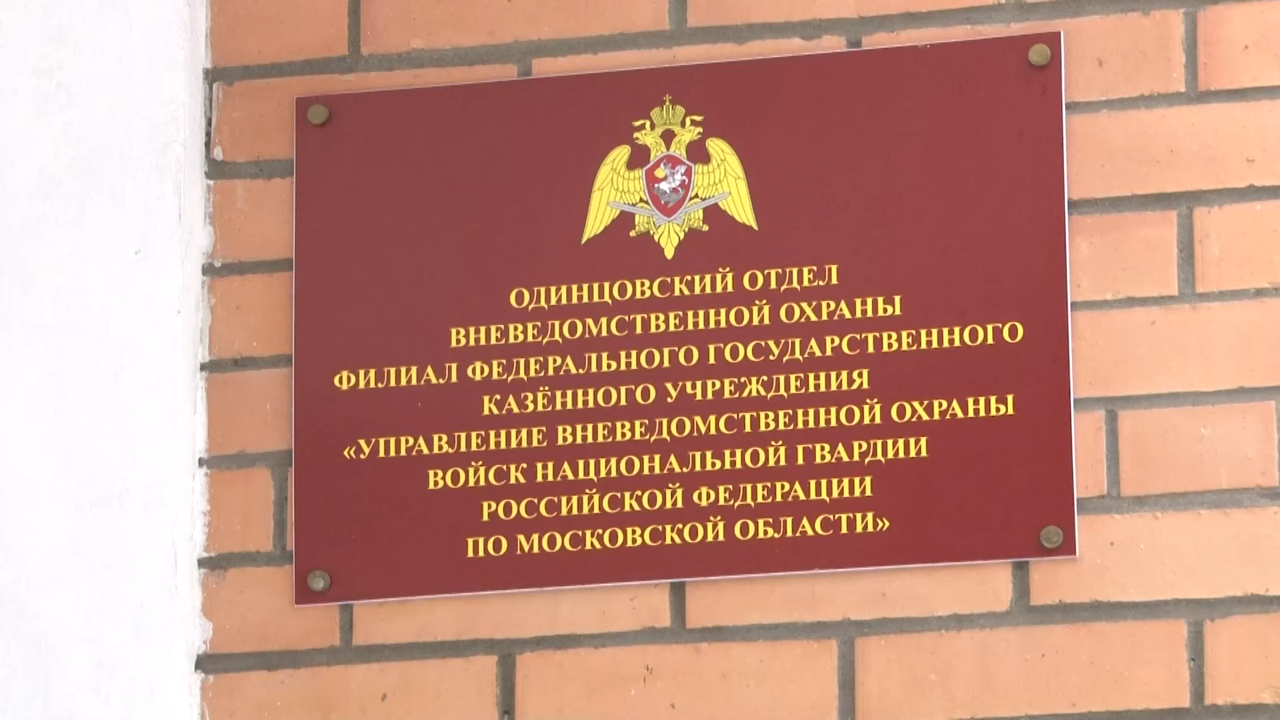 ОДИНЦОВСКИЙ ОТДЕЛ
ВНЕВЕДОМСТВЕННОЙ ОХРАНЫ
ФИЛИАЛ ФЕДЕРАЛЬНОГО ГОСУДАРСТВЕННОГО
КАЗЁННОГО УЧРЕЖДЕНИЯ
«УПРАВЛЕНИЕ ВНЕВЕДОМСТВЕННОЙ ОХРАНЫ
ВОЙСК НАЦИОНАЛЬНОЙ ГВАРДИИ
РОССИЙСКОЙ ФЕДЕРАЦИИ
ПО МОСКОВСКОЙ ОБЛАСТИ»